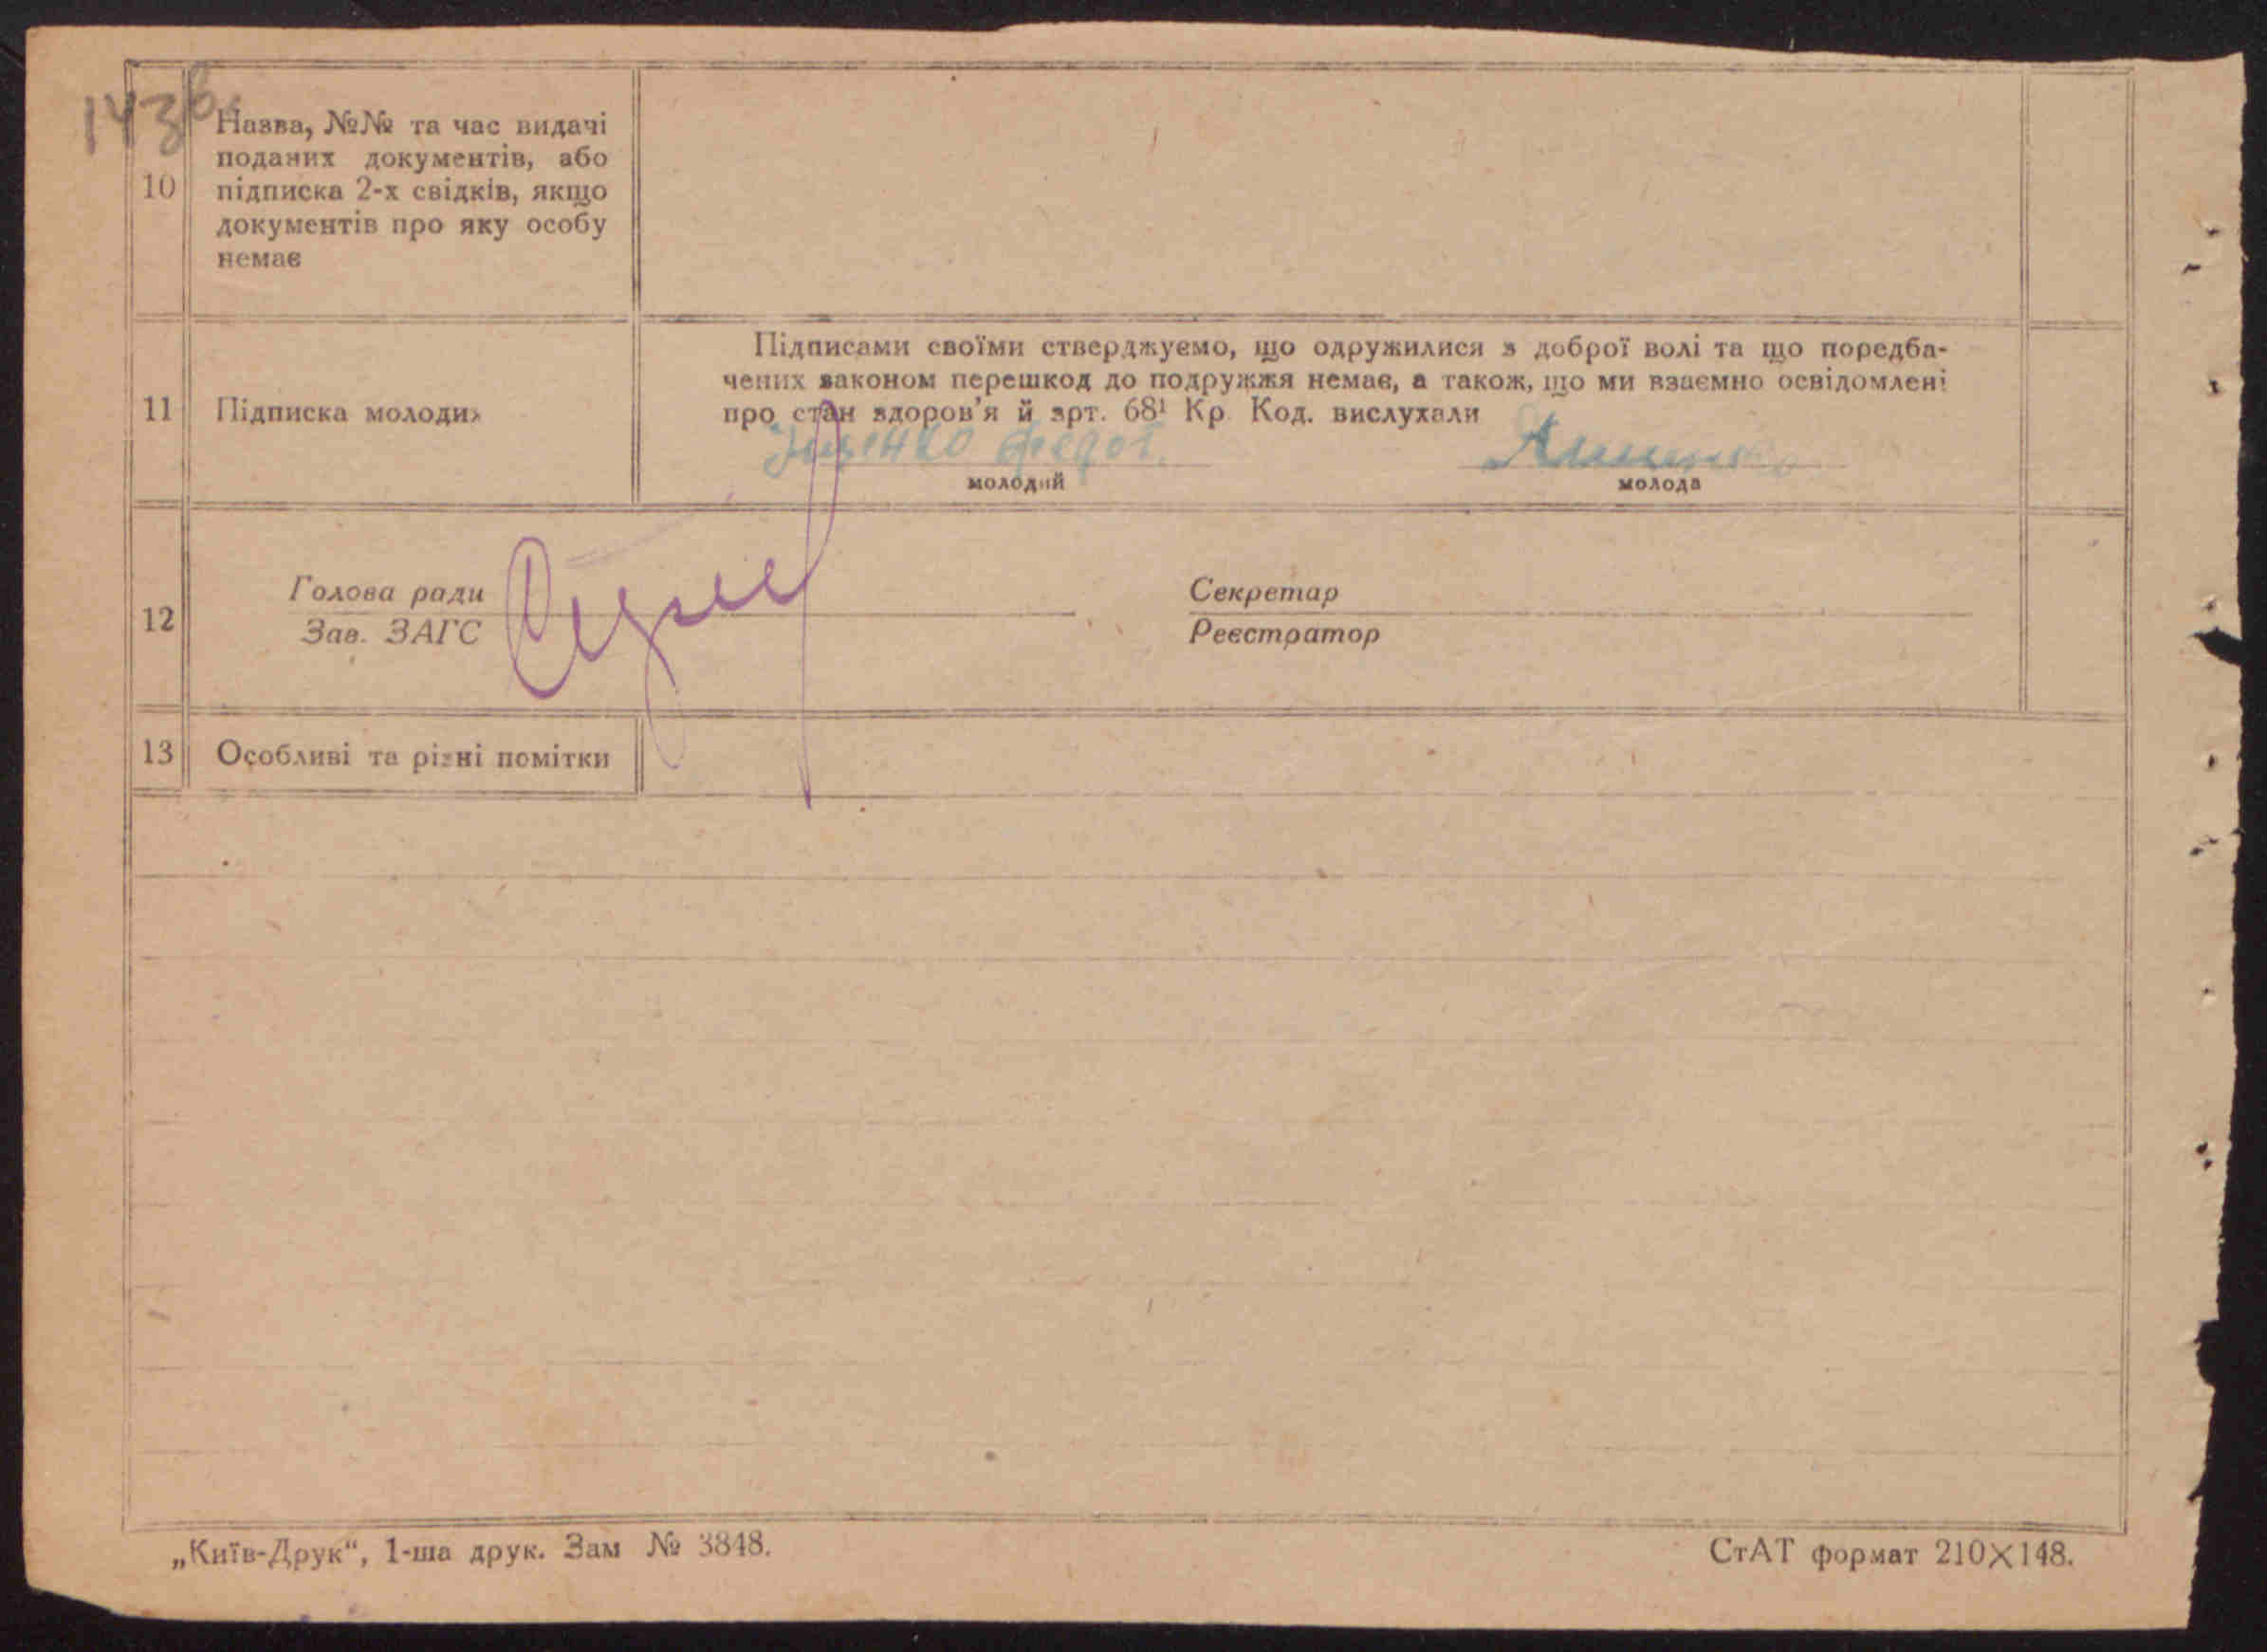 143
10
Назва, №№ та час видачі
поданих документів, або
підписка 2-х свідків, якщо
документів про яку особу
немає
11
Підписка молодих
Підписами своїми стверджуємо, що одружилися з доброї волі та що поредба-
чених законом перешкод до подружжя немає, а також, що ми взаємно освідомлені
про стан здоров'я й арт. 68¹ Кр. Код. вислухали
Федот.
молодий
молода
12
Голова ради
Зав. ЗАГС
Секретар
Реєстратор
13
Особливі та різні помітки
„Київ-Друк“, 1-ша друк. Зам № 3848.
СтАТ формат 210×148.